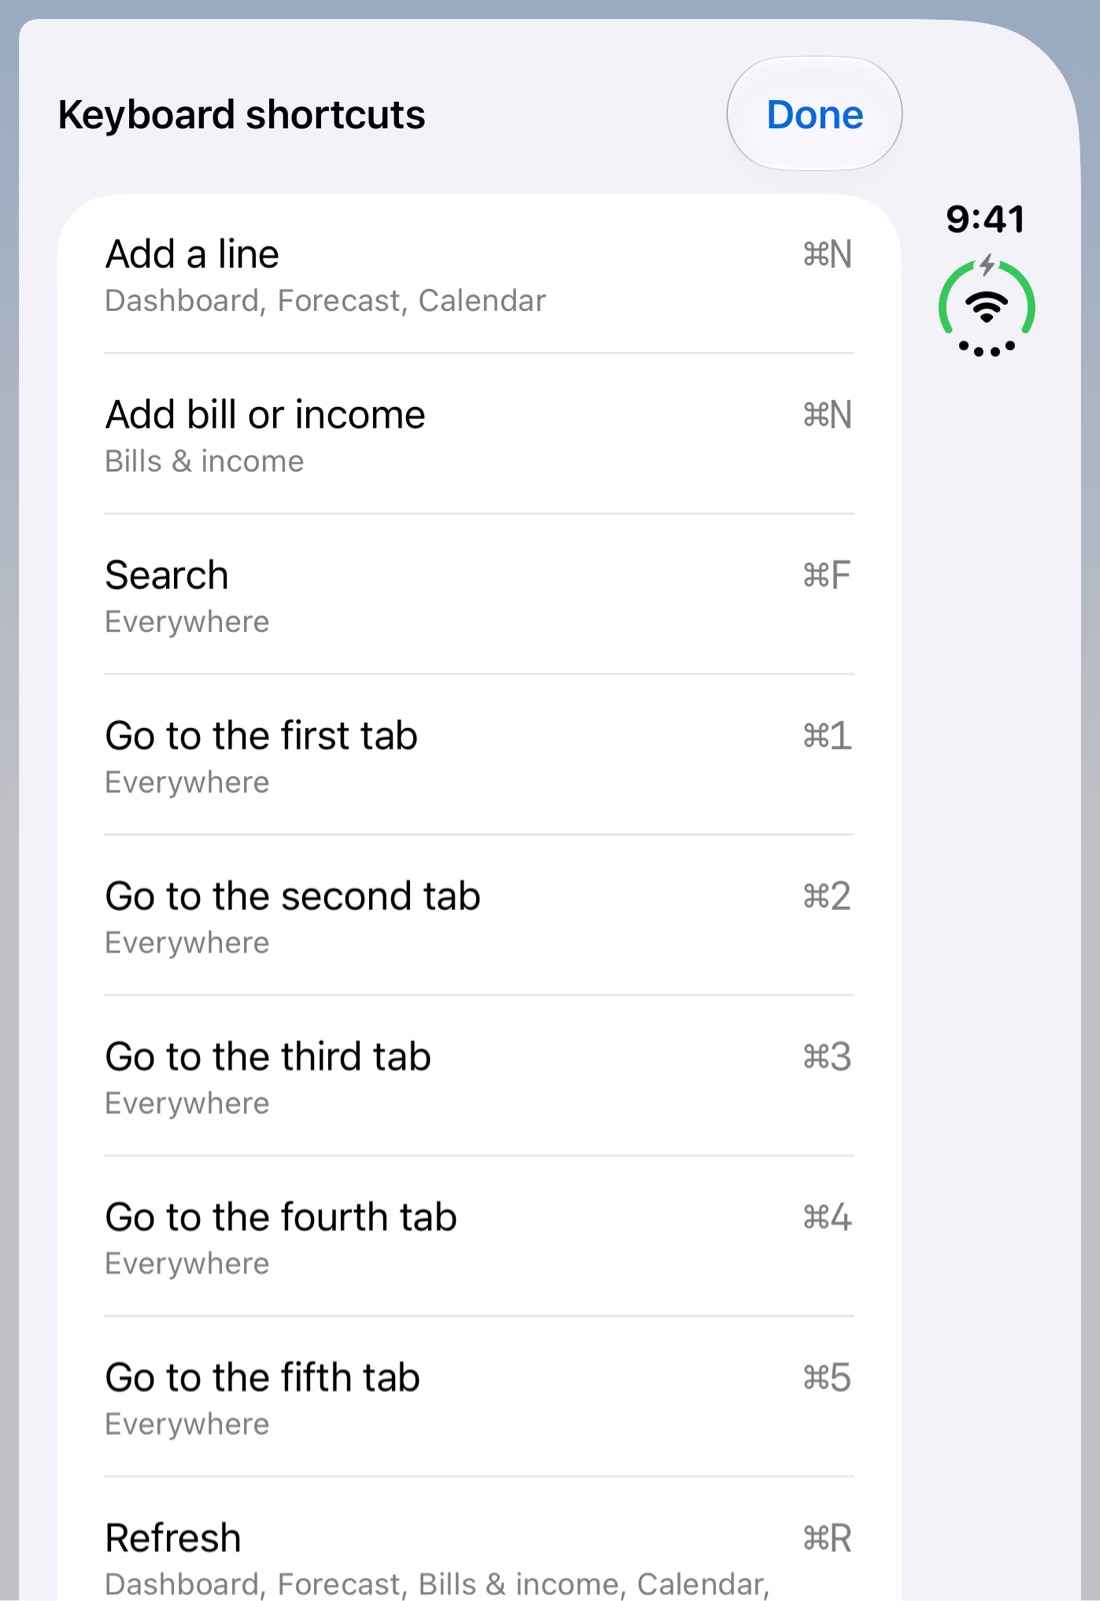 Keyboard shortcuts
Done
9:41
Add a line
⌘N
Dashboard, Forecast, Calendar
Add bill or income
⌘N
Bills & income
Search
⌘F
Everywhere
Go to the first tab
⌘1
Everywhere
Go to the second tab
⌘2
Everywhere
Go to the third tab
⌘3
Everywhere
Go to the fourth tab
⌘4
Everywhere
Go to the fifth tab
⌘5
Everywhere
Refresh
⌘R
Dashboard, Forecast, Bills & income, Calendar,